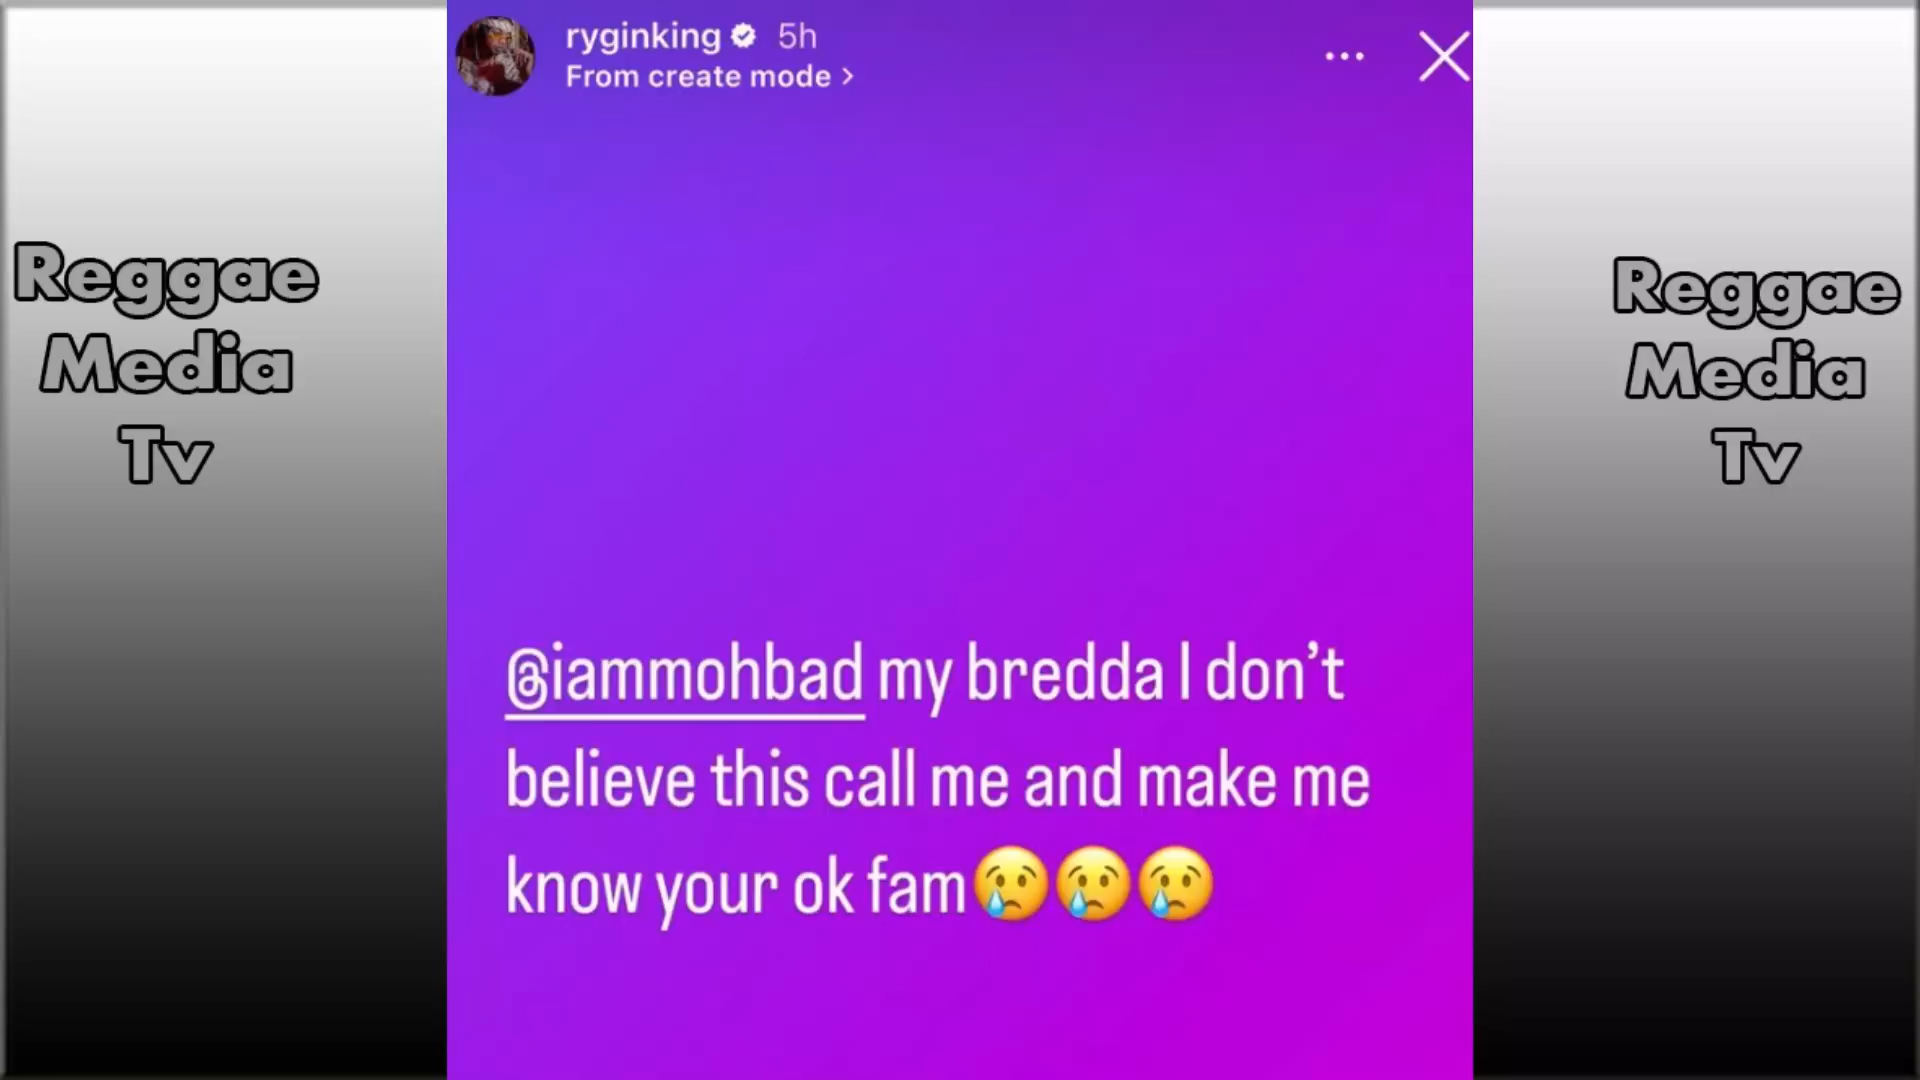 ryginking 5h
From create mode >
Reggae
Media
Tv
@iammohbad my bredda I don't
believe this call me and make me
know your ok fam😢😢😢
Reggae
Media
Tv